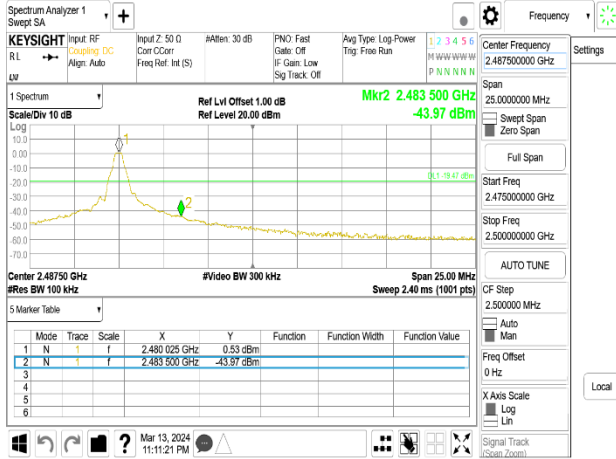 Spectrum Analyzer 1
Swept SA
+
Frequency
Settings
KEYSIGHT
RL
LXI
Input: RF
Coupling: DC
Align: Auto
Input Z: 50 Ω
Corr CCorr
Freq Ref: Int (S)
#Atten: 30 dB
PNO: Fast
Gate: Off
IF Gain: Low
Sig Track: Off
Avg Type: Log-Power
Trig: Free Run
1 2 3 4 5 6
M W W W W W
P N N N N N
1 Spectrum
Scale/Div 10 dB
Ref Lvl Offset 1.00 dB
Ref Level 20.00 dBm
Mkr2 2.483 500 GHz
-43.97 dBm
Log
10.0
0.00
-10.0
-20.0
-30.0
-40.0
-50.0
-60.0
-70.0
1
2
DL1 -19.47 dBm
Center 2.48750 GHz
#Res BW 100 kHz
#Video BW 300 kHz
Span 25.00 MHz
Sweep 2.40 ms (1001 pts)
5 Marker Table
Mode Trace Scale X Y Function Function Width Function Value
1 N 1 f 2.480 025 GHz 0.53 dBm
2 N 1 f 2.483 500 GHz -43.97 dBm
3
4
5
6
Mar 13, 2024
11:11:21 PM
?
Center Frequency
2.487500000 GHz
Span
25.0000000 MHz
Swept Span
Zero Span
Full Span
Start Freq
2.475000000 GHz
Stop Freq
2.500000000 GHz
AUTO TUNE
CF Step
2.500000 MHz
Auto
Man
Freq Offset
0 Hz
X Axis Scale
Log
Lin
Signal Track
(Span Zoom)
Local